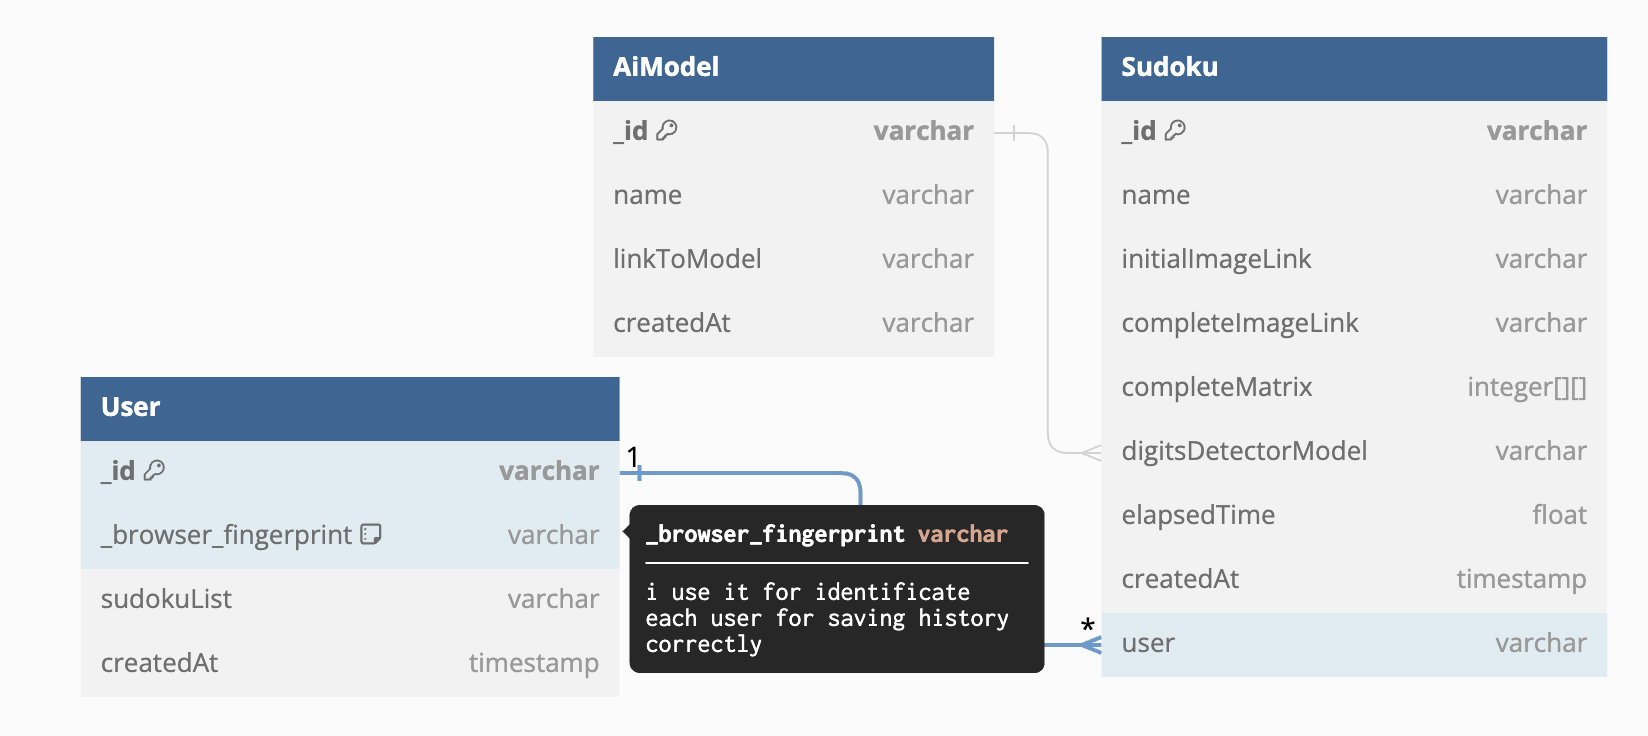 AiModel
_id varchar
name varchar
linkToModel varchar
createdAt varchar
Sudoku
_id varchar
name varchar
initialImageLink varchar
completeImageLink varchar
completeMatrix integer[][]
digitsDetectorModel varchar
elapsedTime float
createdAt timestamp
user varchar
User
_id varchar
_browser_fingerprint varchar
sudokuList varchar
createdAt timestamp
1
_browser_fingerprint varchar
i use it for identificate
each user for saving history
correctly
*